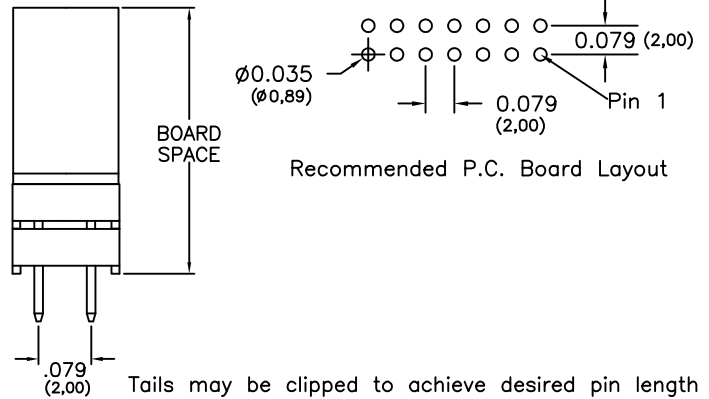 0.079 (2,00)
Ø0.035
(Ø0,89)
0.079
(2,00)
Pin 1
BOARD
SPACE
Recommended P.C. Board Layout
.079
(2,00)
Tails may be clipped to achieve desired pin length